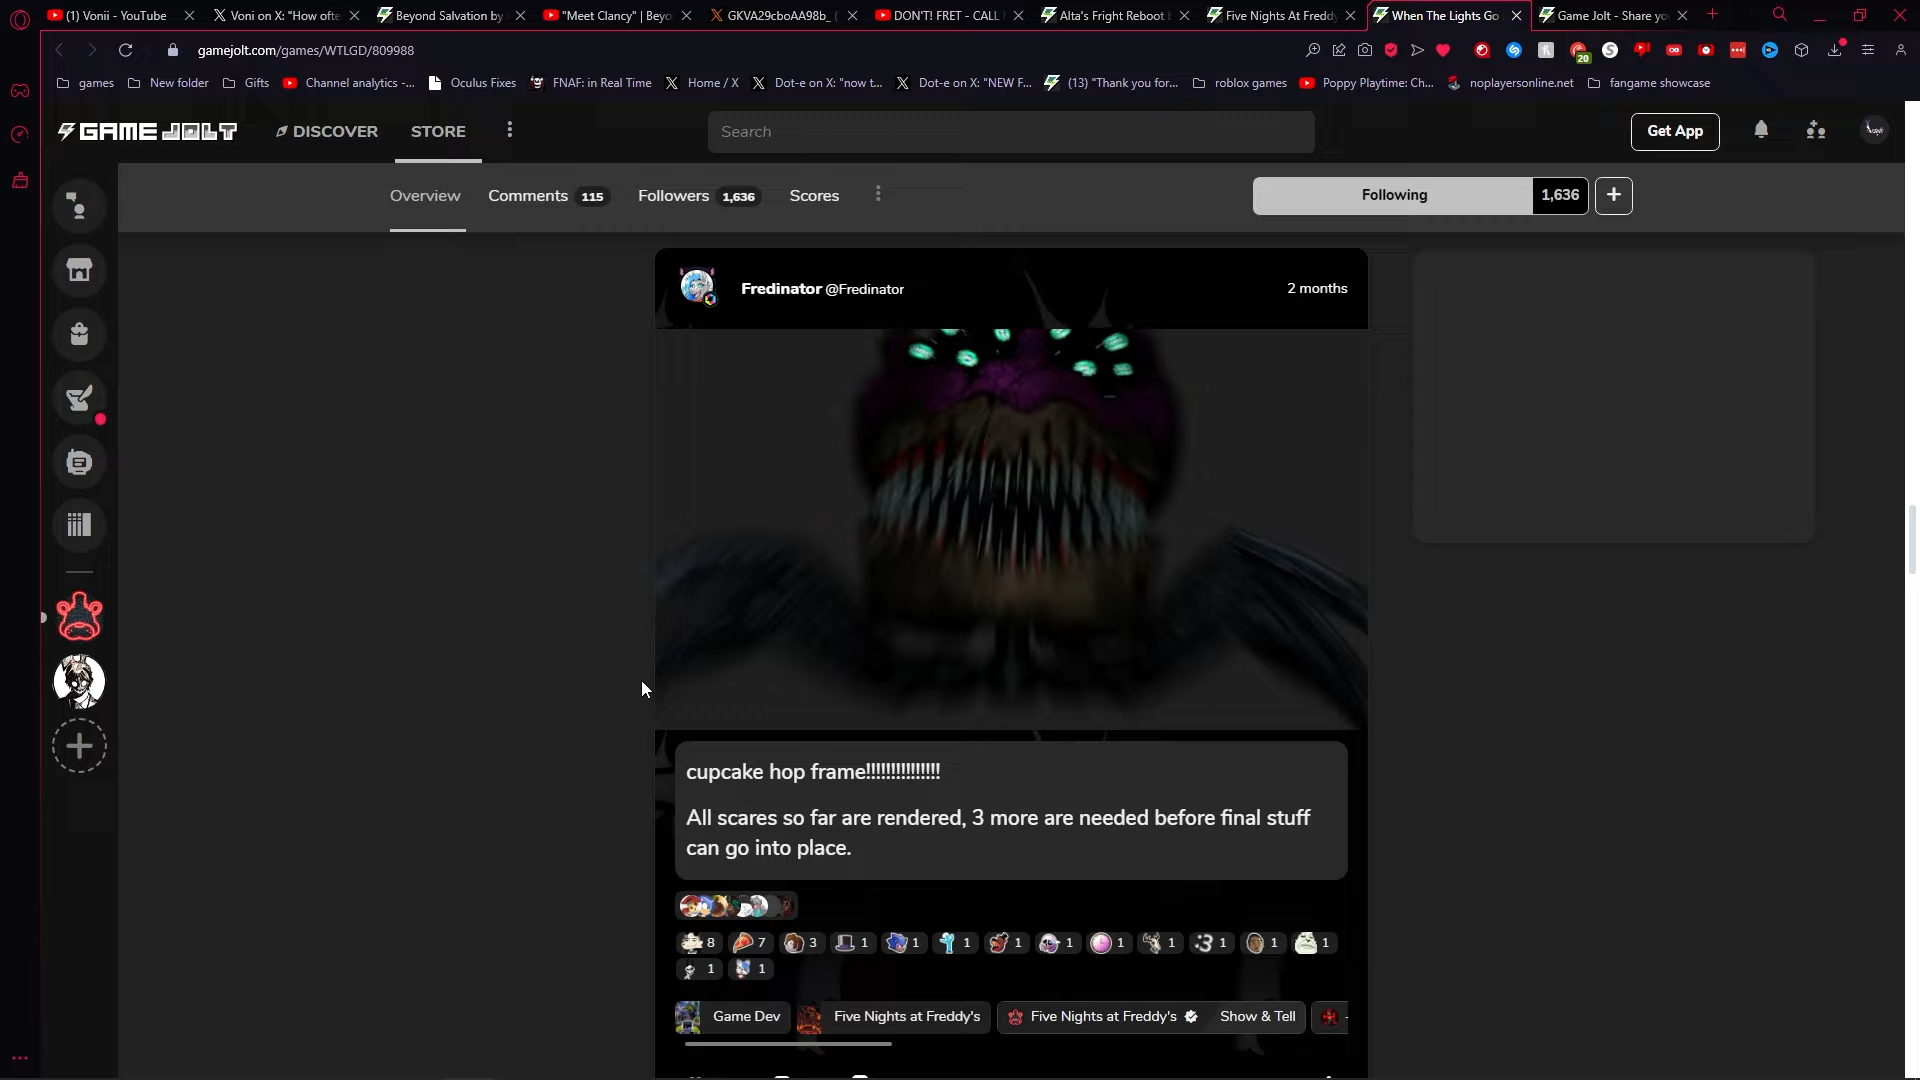 (1) Vonii - YouTube
Voni on X: "How ofte
Beyond Salvation by
"Meet Clancy" | Beyo
GKVA29cboAA98b_ (
DON'T! FRET - CALL
Alta's Fright Reboot
Five Nights At Freddy
When The Lights Go
Game Jolt - Share yo
gamejolt.com/games/WTLGD/809988
20
games
New folder
Gifts
Channel analytics -...
Oculus Fixes
FNAF: in Real Time
Home / X
Dot-e on X: "now t...
Dot-e on X: "NEW F...
(13) "Thank you for...
roblox games
Poppy Playtime: Ch...
noplayersonline.net
fangame showcase
GAME JOLT
DISCOVER
STORE
Search
Get App
Overview
Comments 115
Followers 1,636
Scores
Following 1,636
Fredinator @Fredinator
2 months
cupcake hop frame!!!!!!!!!!!!!!!
All scares so far are rendered, 3 more are needed before final stuff
can go into place.
8 7 3 1 1 1 1 1 1 1 :3 1 1 1
1 1
Game Dev
Five Nights at Freddy's
Five Nights at Freddy's
Show & Tell